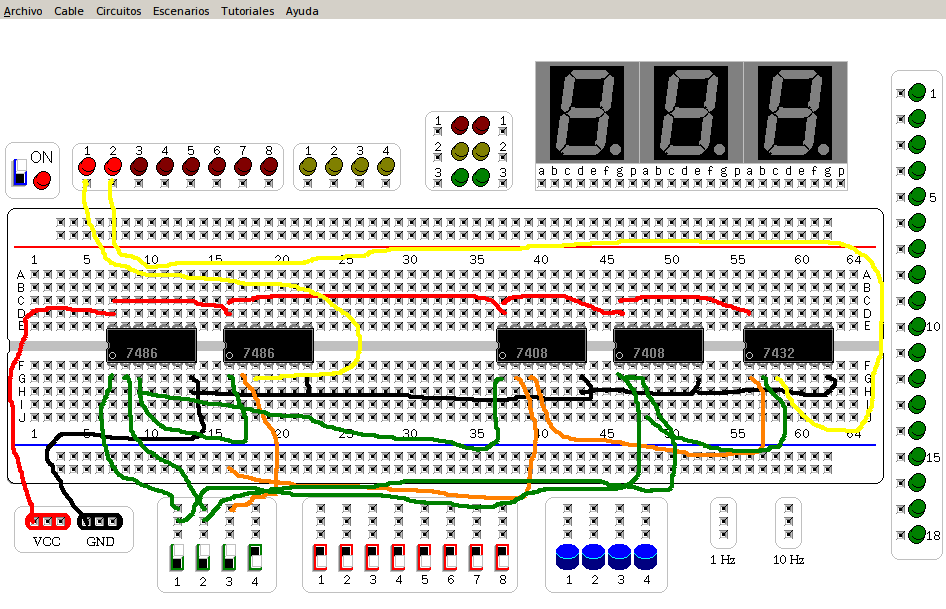 Archivo Cable Circuitos Escenarios Tutoriales Ayuda
ON
1 2 3 4 5 6 7 8
1 2 3 4
1 1
2 2
3 3
a b c d e f g p a b c d e f g p a b c d e f g p
1
5
10
15
18
1 5 10 15 20 25 30 35 40 45 50 55 60 64
A A
B B
C C
D D
E E
7486 7486 7408 7408 7432
F F
G G
H H
I I
J J
1 5 10 15 20 25 30 35 40 45 50 55 60 64
VCC GND
1 2 3 4
1 2 3 4 5 6 7 8
1 2 3 4
1 Hz 10 Hz